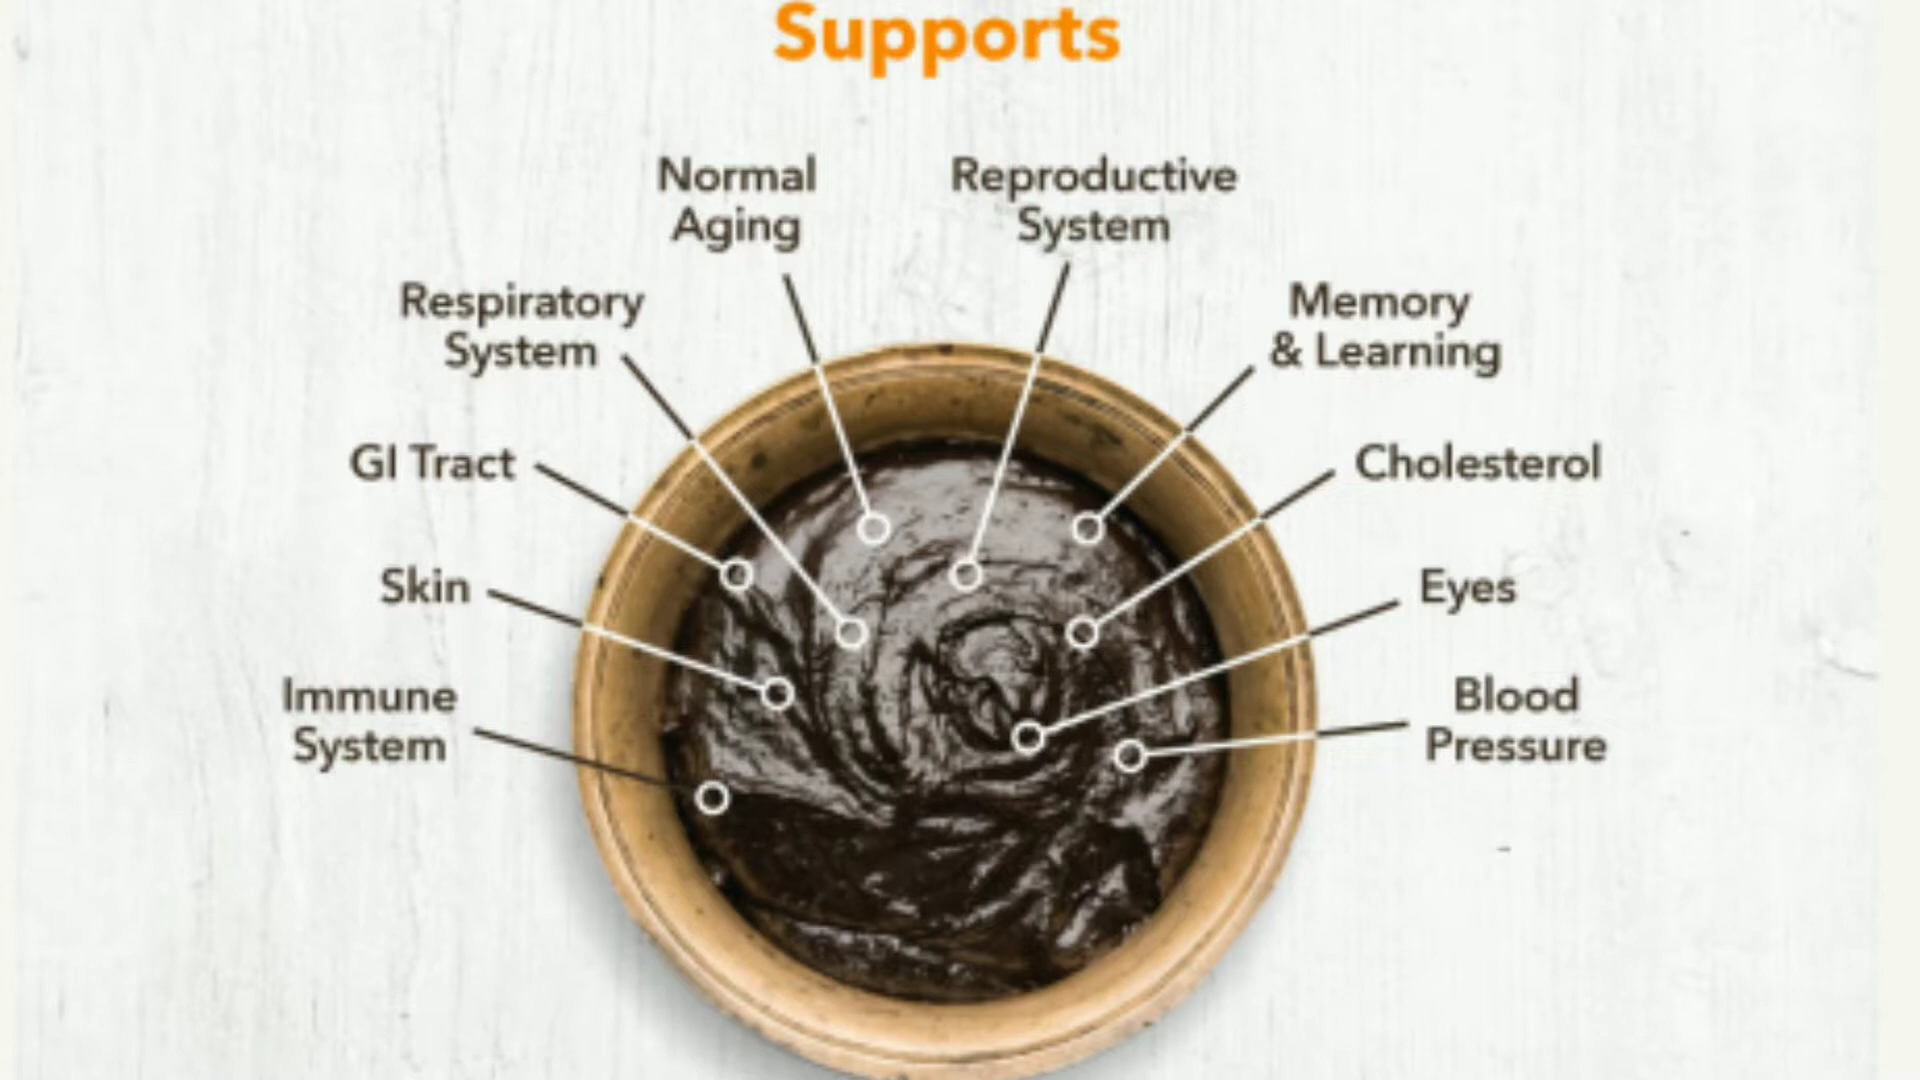 Supports
Normal
Aging
Reproductive
System
Respiratory
System
Memory
& Learning
GI Tract
Cholesterol
Skin
Eyes
Immune
System
Blood
Pressure